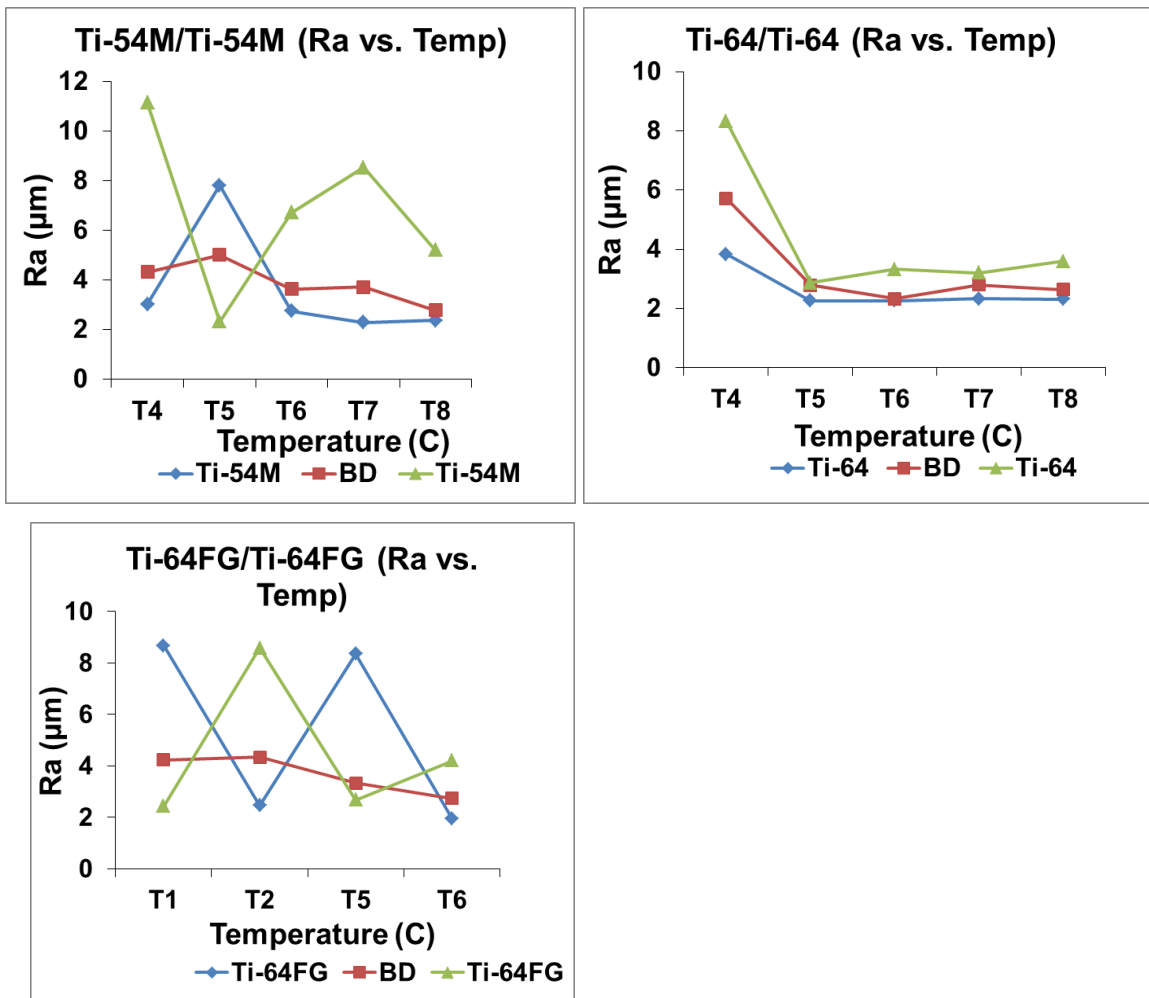 Ti-54M/Ti-54M (Ra vs. Temp)
12
10
8
6
4
2
0
Ra (µm)
T4 T5 T6 T7 T8
Temperature (C)
Ti-54M BD Ti-54M
Ti-64/Ti-64 (Ra vs. Temp)
10
8
6
4
2
0
Ra (µm)
T4 T5 T6 T7 T8
Temperature (C)
Ti-64 BD Ti-64
Ti-64FG/Ti-64FG (Ra vs.
Temp)
10
8
6
4
2
0
Ra (µm)
T1 T2 T5 T6
Temperature (C)
Ti-64FG BD Ti-64FG